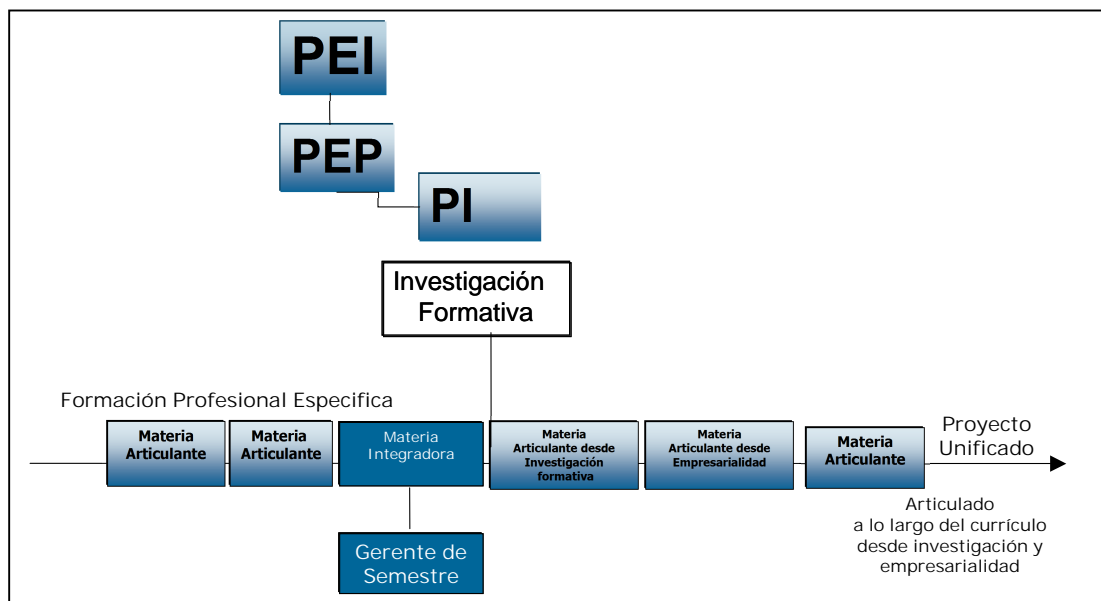 PEI
PEP
PI
Investigación
Formativa
Formación Profesional Especifica
Materia
Articulante
Materia
Articulante
Materia
Integradora
Materia
Articulante desde
Investigación
formativa
Materia
Articulante desde
Empresarialidad
Materia
Articulante
Proyecto
Unificado
Gerente de
Semestre
Articulado
a lo largo del currículo
desde investigación y
empresarialidad